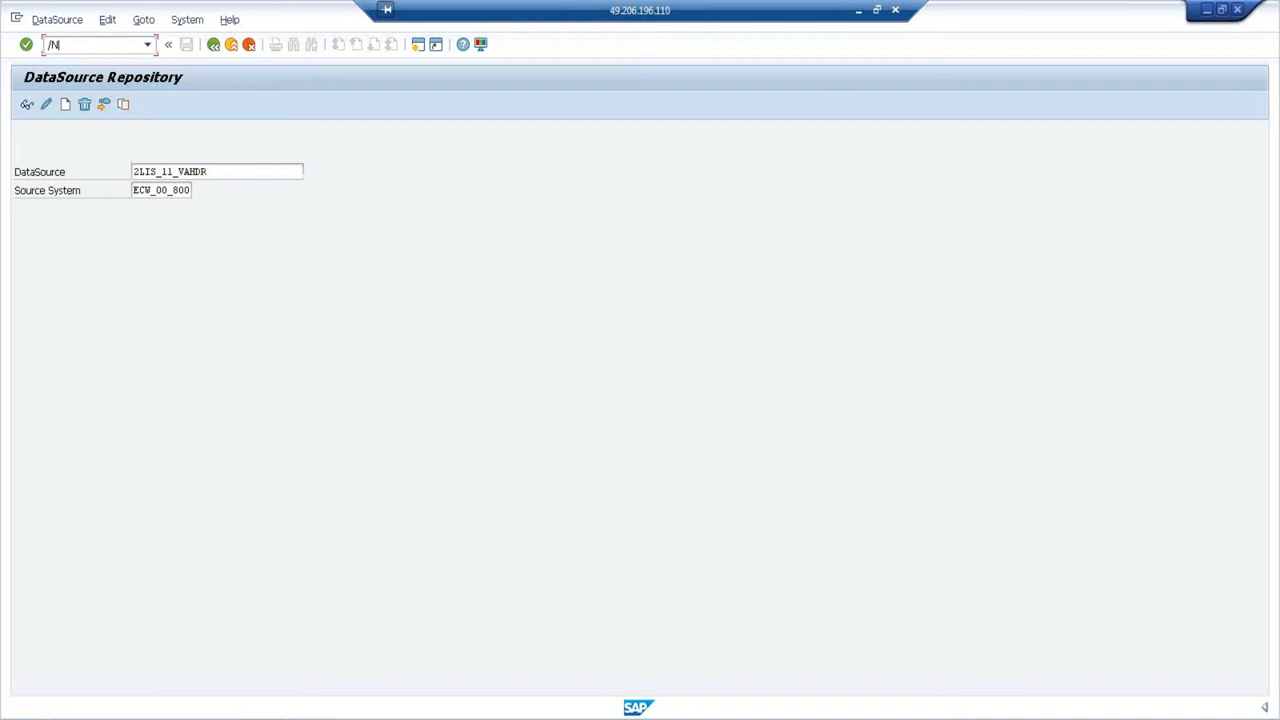 49.206.196.110
DataSource Edit Goto System Help
/N
DataSource Repository
DataSource 2LIS_11_VAHDR
Source System ECW_00_800
SAP